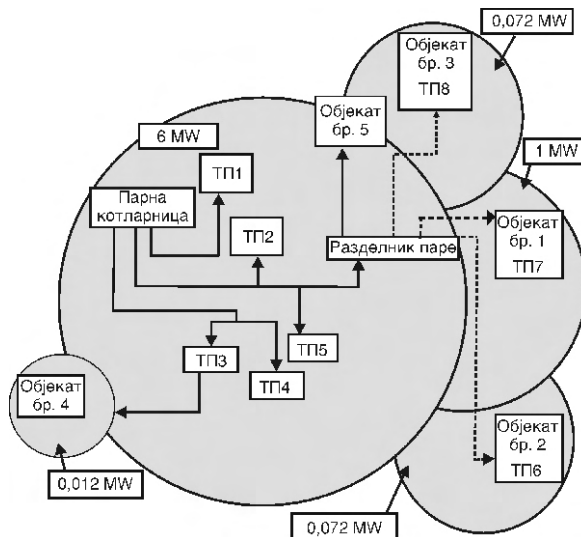 0,072 MW
Објекат
бр. 3
ТП8
Објекат
бр. 5
6 MW
ТП1
1 MW
Парна
котларница
ТП2
Разделник паре
Објекат
бр. 1
ТП7
ТП3
ТП5
ТП4
Објекат
бр. 4
Објекат
бр. 2
ТП6
0,012 MW
0,072 MW